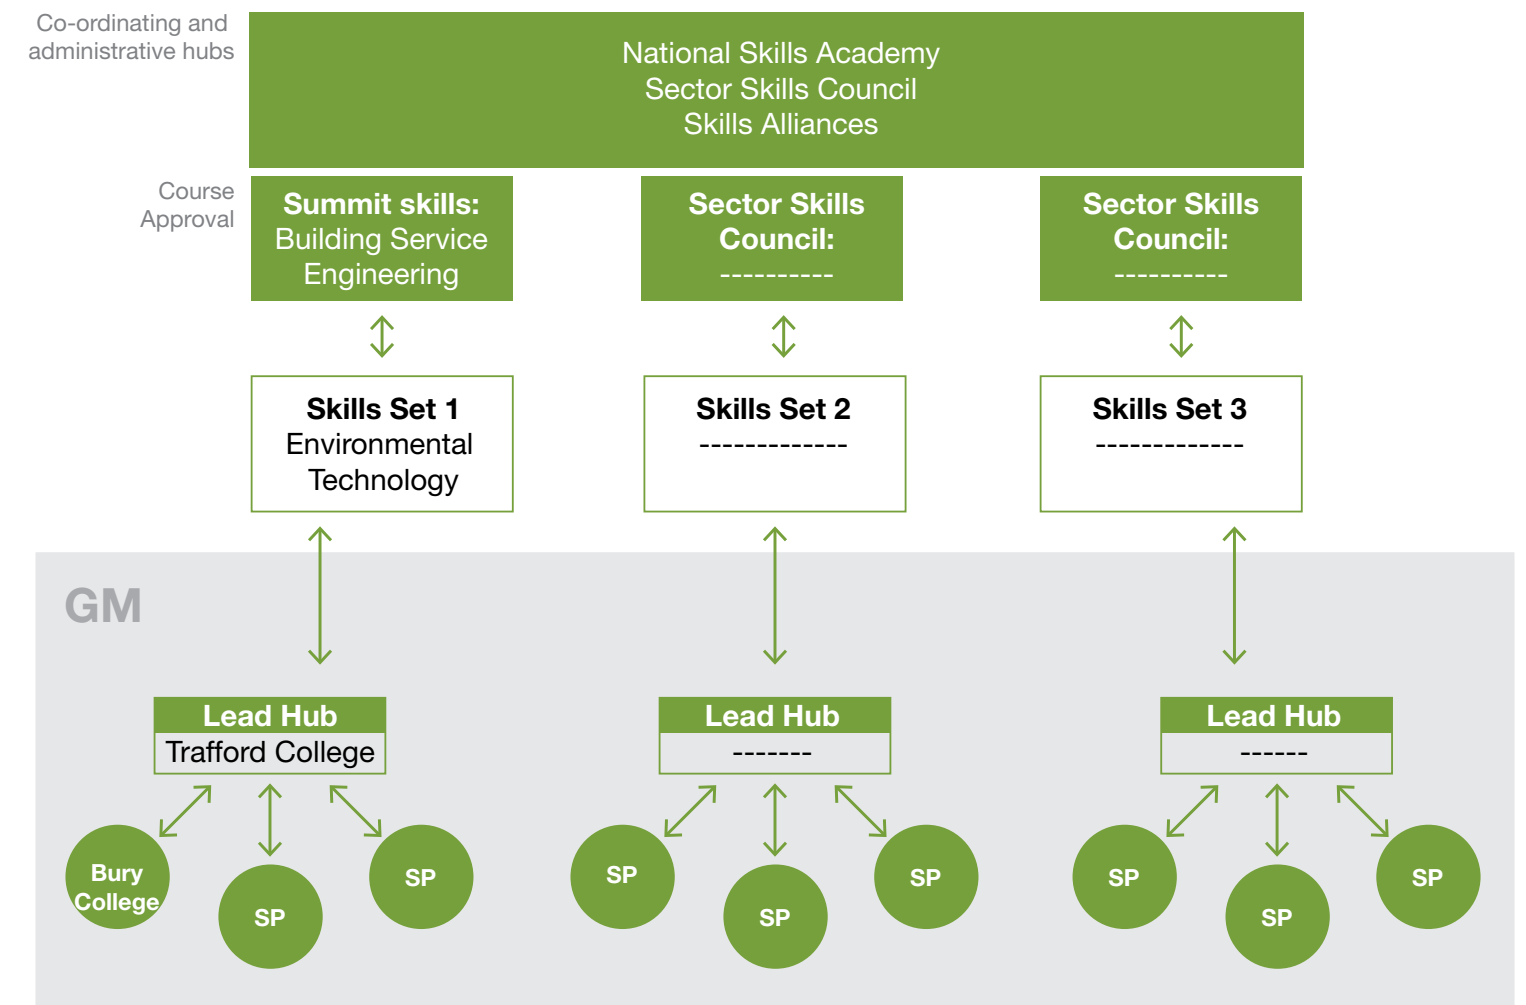 Co-ordinating and
administrative hubs
National Skills Academy
Sector Skills Council
Skills Alliances
Course
Approval
Summit skills:
Building Service
Engineering
Sector Skills
Council:
----------
Sector Skills
Council:
----------
Skills Set 1
Environmental
Technology
Skills Set 2
-------------
Skills Set 3
-------------
GM
Lead Hub
Trafford College
Lead Hub
-------
Lead Hub
------
Bury
College
SP
SP
SP
SP
SP
SP
SP
SP